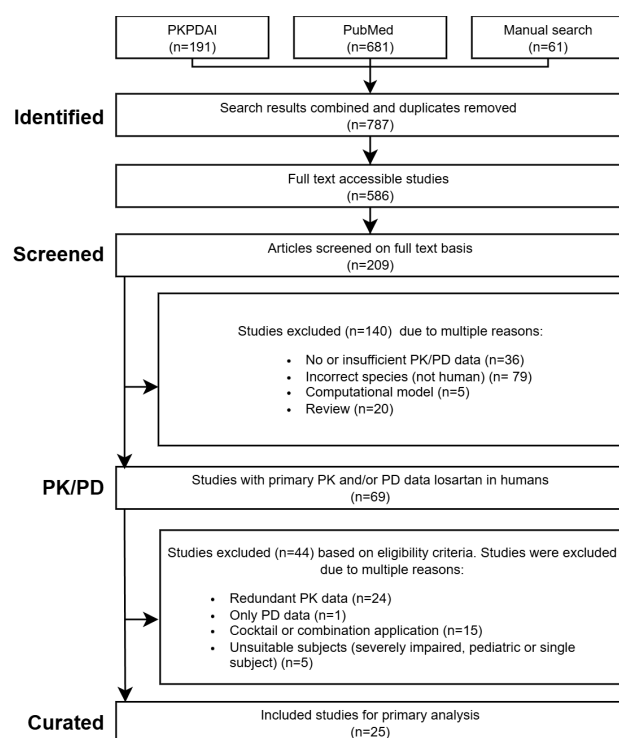 PKPDAI
(n=191)
PubMed
(n=681)
Manual search
(n=61)
Identified
Search results combined and duplicates removed
(n=787)
Full text accessible studies
(n=586)
Screened
Articles screened on full text basis
(n=209)
Studies excluded (n=140) due to multiple reasons:
• No or insufficient PK/PD data (n=36)
• Incorrect species (not human) (n= 79)
• Computational model (n=5)
• Review (n=20)
PK/PD
Studies with primary PK and/or PD data losartan in humans
(n=69)
Studies excluded (n=44) based on eligibility criteria. Studies were excluded
due to multiple reasons:
• Redundant PK data (n=24)
• Only PD data (n=1)
• Cocktail or combination application (n=15)
• Unsuitable subjects (severely impaired, pediatric or single
subject) (n=5)
Curated
Included studies for primary analysis
(n=25)